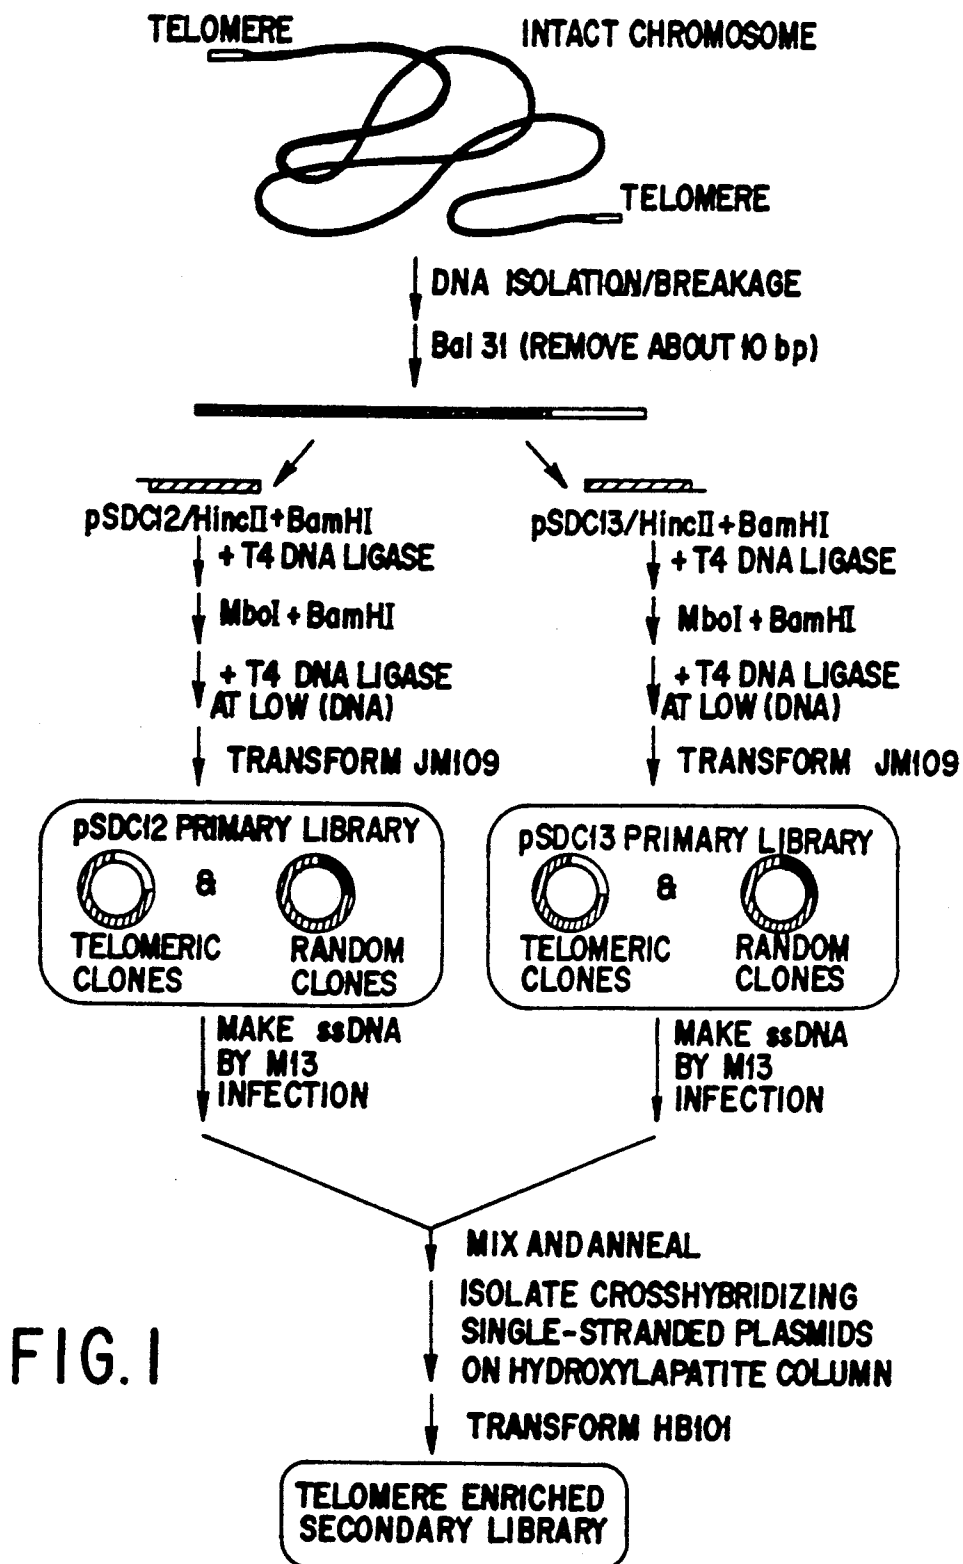 TELOMERE
INTACT CHROMOSOME
TELOMERE
DNA ISOLATION/BREAKAGE
Bal 31 (REMOVE ABOUT 10 bp)
pSDC12/HincII+BamHI
+ T4 DNA LIGASE
MboI + BamHI
+ T4 DNA LIGASE
AT LOW (DNA)
TRANSFORM JM109
pSDC13/HincII+BamHI
+ T4 DNA LIGASE
MboI + BamHI
+ T4 DNA LIGASE
AT LOW (DNA)
TRANSFORM JM109
pSDC12 PRIMARY LIBRARY
&
TELOMERIC
CLONES
RANDOM
CLONES
pSDC13 PRIMARY LIBRARY
&
TELOMERIC
CLONES
RANDOM
CLONES
MAKE ssDNA
BY M13
INFECTION
MAKE ssDNA
BY M13
INFECTION
MIX AND ANNEAL
ISOLATE CROSSHYBRIDIZING
SINGLE-STRANDED PLASMIDS
ON HYDROXYLAPATITE COLUMN
TRANSFORM HB101
TELOMERE ENRICHED
SECONDARY LIBRARY
FIG. 1